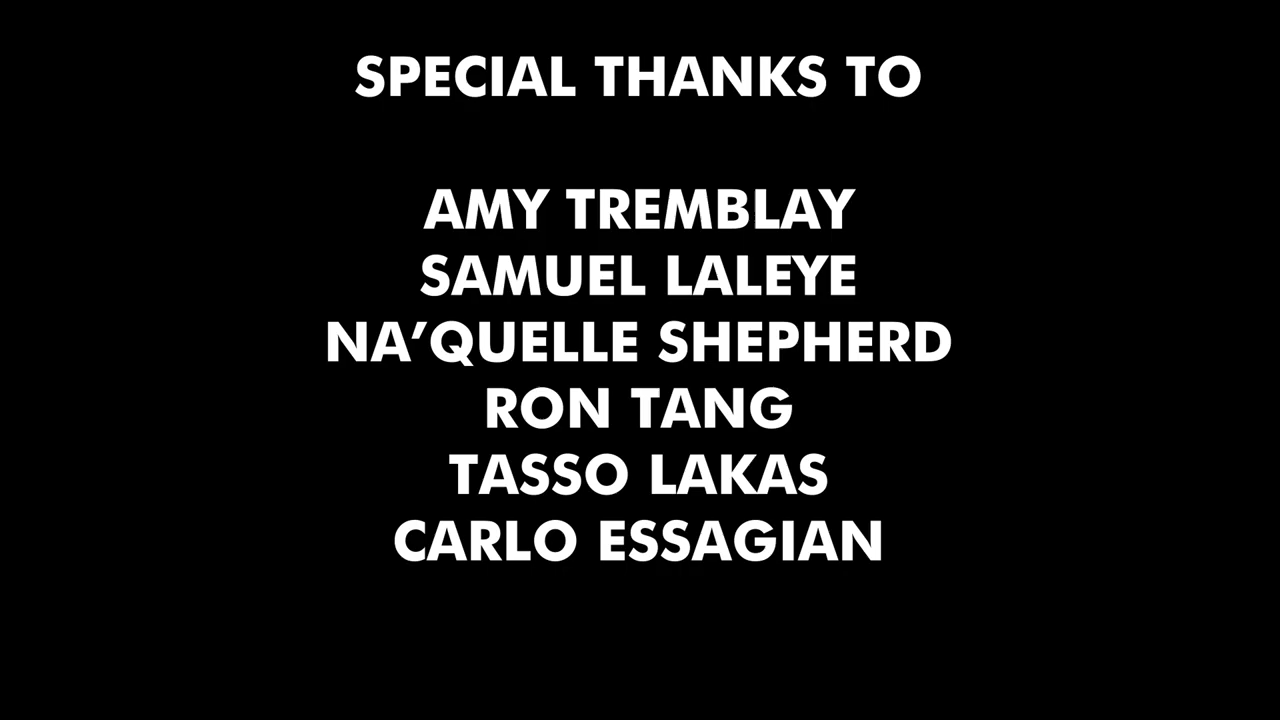 SPECIAL THANKS TO
AMY TREMBLAY
SAMUEL LALEYE
NA’QUELLE SHEPHERD
RON TANG
TASSO LAKAS
CARLO ESSAGIAN